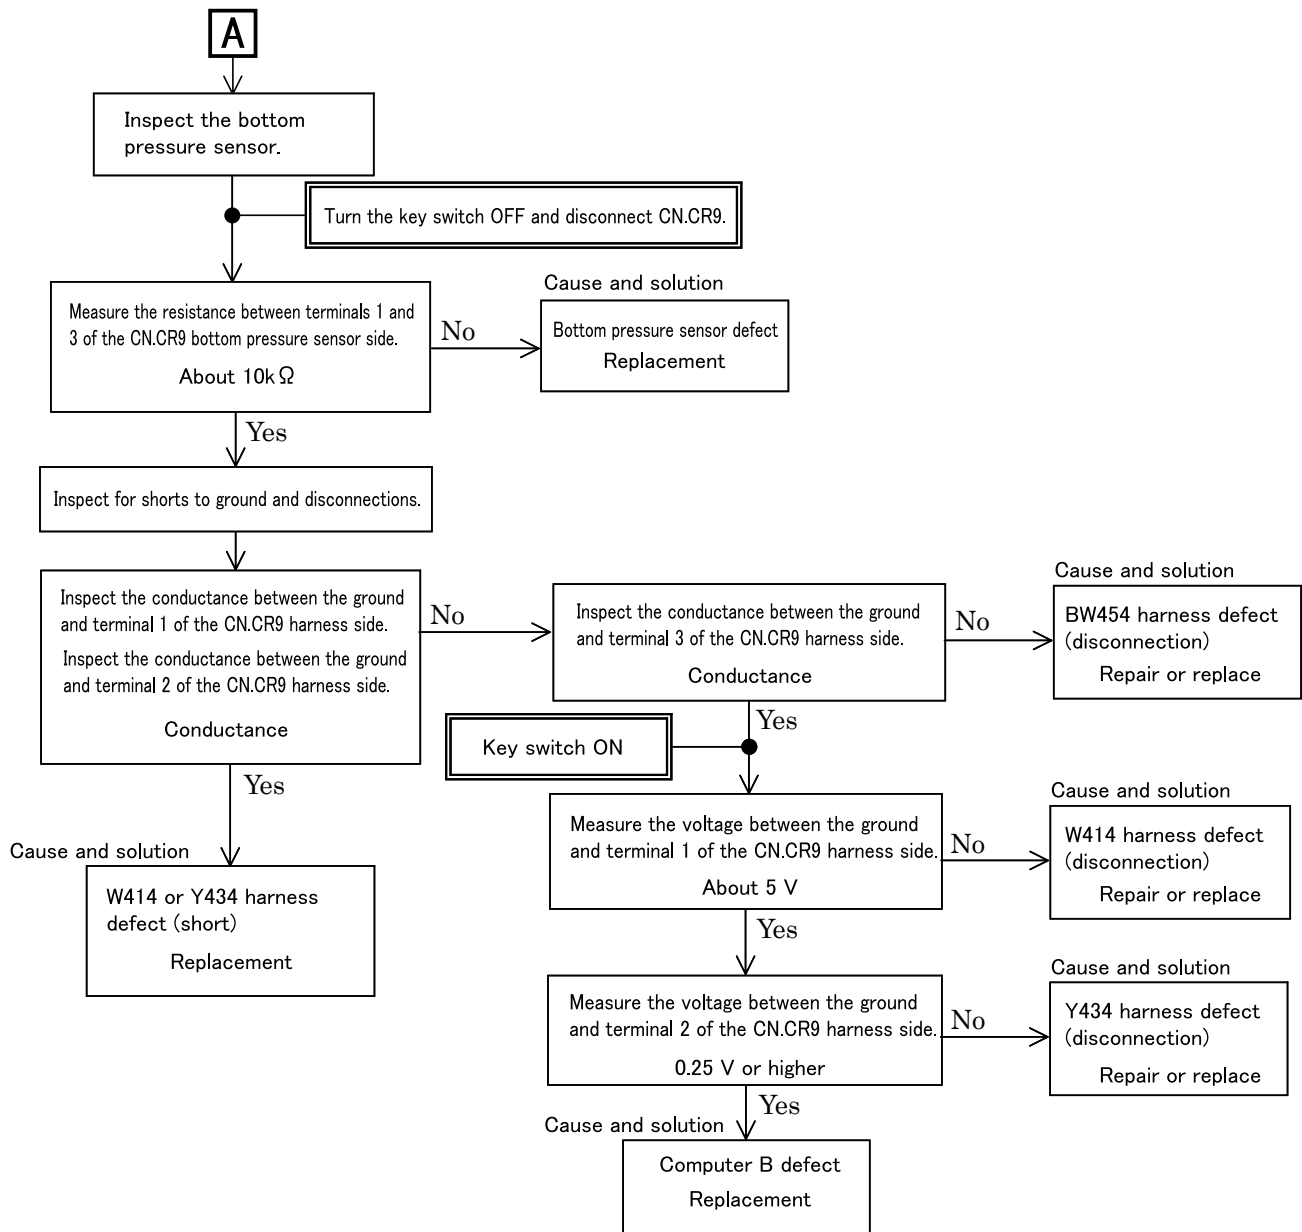 A
Inspect the bottom
pressure sensor.
Turn the key switch OFF and disconnect CN.CR9.
Cause and solution
Measure the resistance between terminals 1 and
3 of the CN.CR9 bottom pressure sensor side.
About 10kΩ
No
Bottom pressure sensor defect
Replacement
Yes
Inspect for shorts to ground and disconnections.
Inspect the conductance between the ground
and terminal 1 of the CN.CR9 harness side.
Inspect the conductance between the ground
and terminal 2 of the CN.CR9 harness side.
Conductance
No
Inspect the conductance between the ground
and terminal 3 of the CN.CR9 harness side.
Conductance
No
Cause and solution
BW454 harness defect
(disconnection)
Repair or replace
Yes
Key switch ON
Yes
Cause and solution
W414 or Y434 harness
defect (short)
Replacement
Measure the voltage between the ground
and terminal 1 of the CN.CR9 harness side.
About 5 V
No
Cause and solution
W414 harness defect
(disconnection)
Repair or replace
Yes
Measure the voltage between the ground
and terminal 2 of the CN.CR9 harness side.
0.25 V or higher
No
Cause and solution
Y434 harness defect
(disconnection)
Repair or replace
Yes
Cause and solution
Computer B defect
Replacement